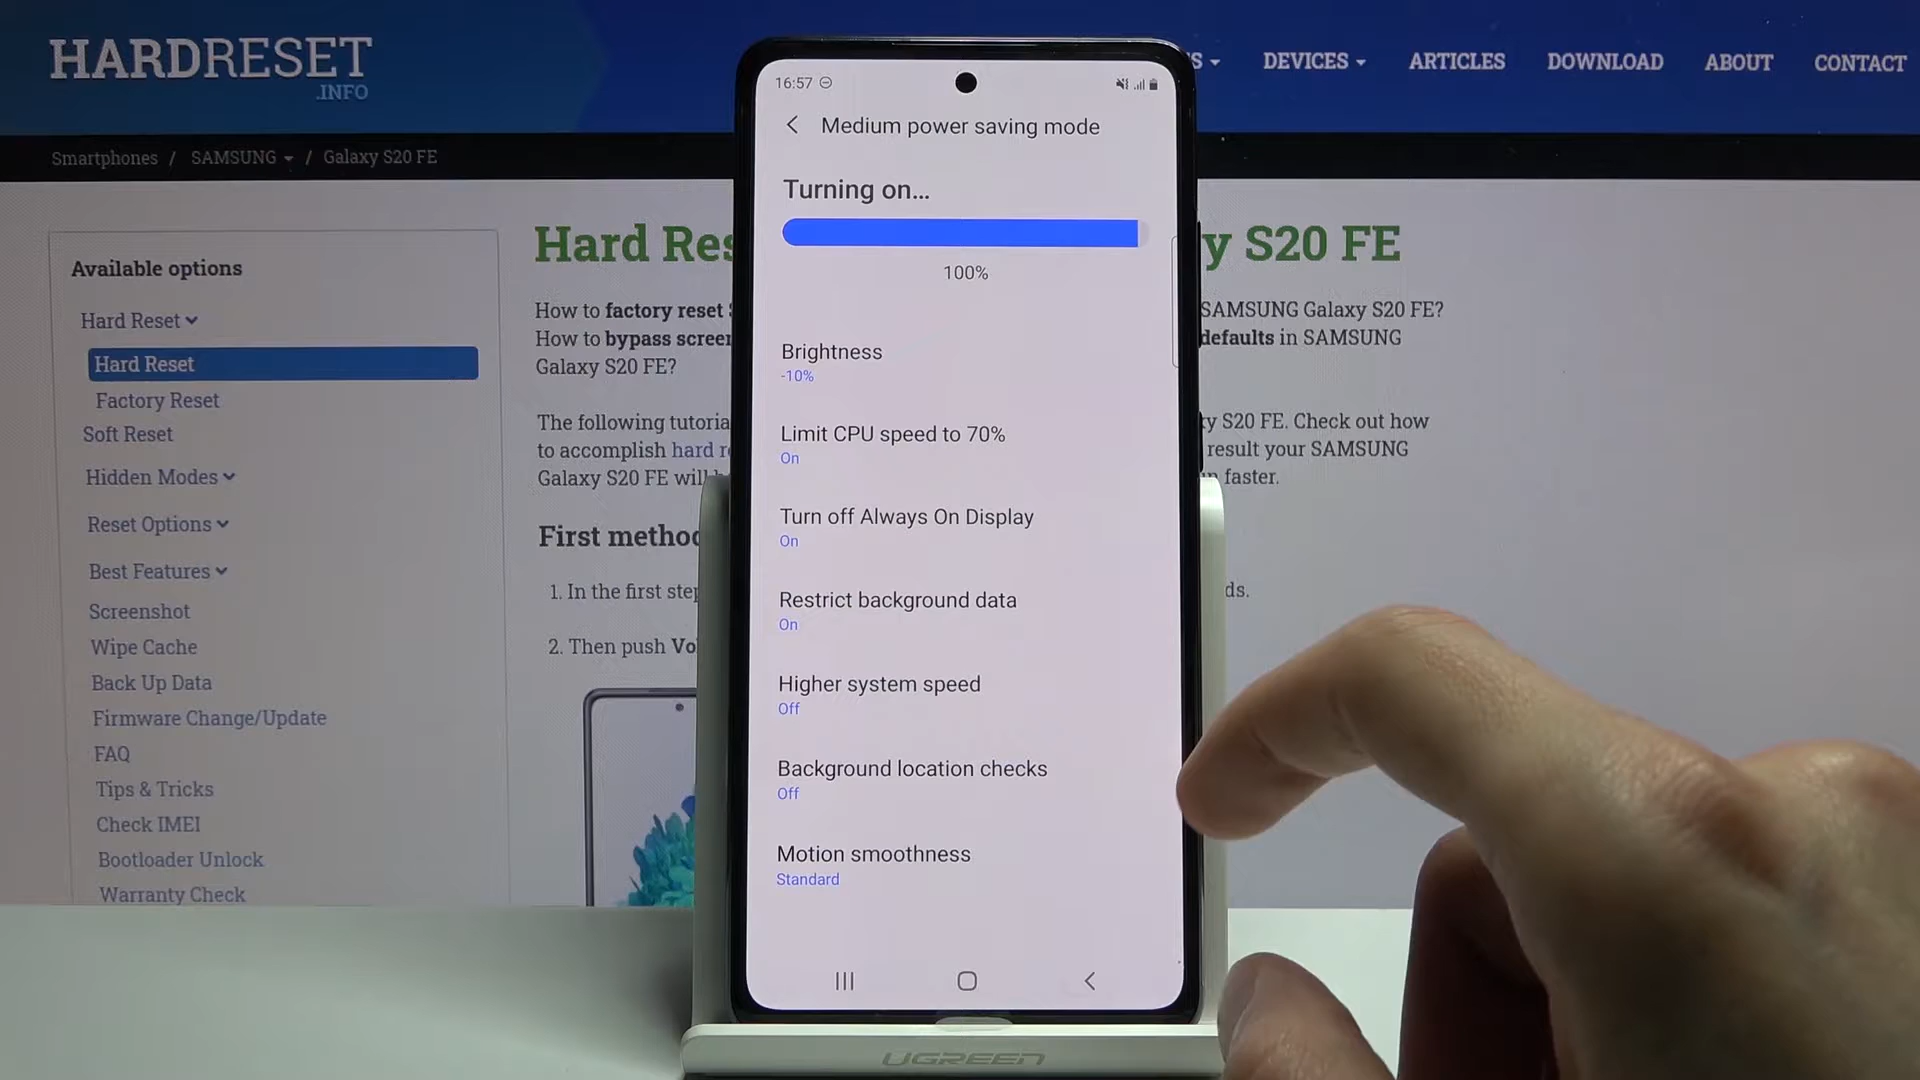 HARDRESET
.INFO
DEVICES
ARTICLES
DOWNLOAD
ABOUT
CONTACT
Smartphones / SAMSUNG / Galaxy S20 FE
Available options
Hard Reset
Hard Reset
Factory Reset
Soft Reset
Hidden Modes
Reset Options
Best Features
Screenshot
Wipe Cache
Back Up Data
Firmware Change/Update
FAQ
Tips & Tricks
Check IMEI
Bootloader Unlock
Warranty Check
Hard Res
y S20 FE
How to factory reset
SAMSUNG Galaxy S20 FE?
How to bypass screen
defaults in SAMSUNG
Galaxy S20 FE?
The following tutoria
y S20 FE. Check out how
to accomplish hard r
result your SAMSUNG
Galaxy S20 FE will
faster.
First method
1. In the first step
ds.
2. Then push Vo
16:57
Medium power saving mode
Turning on...
100%
Brightness
-10%
Limit CPU speed to 70%
On
Turn off Always On Display
On
Restrict background data
On
Higher system speed
Off
Background location checks
Off
Motion smoothness
Standard
UGREEN